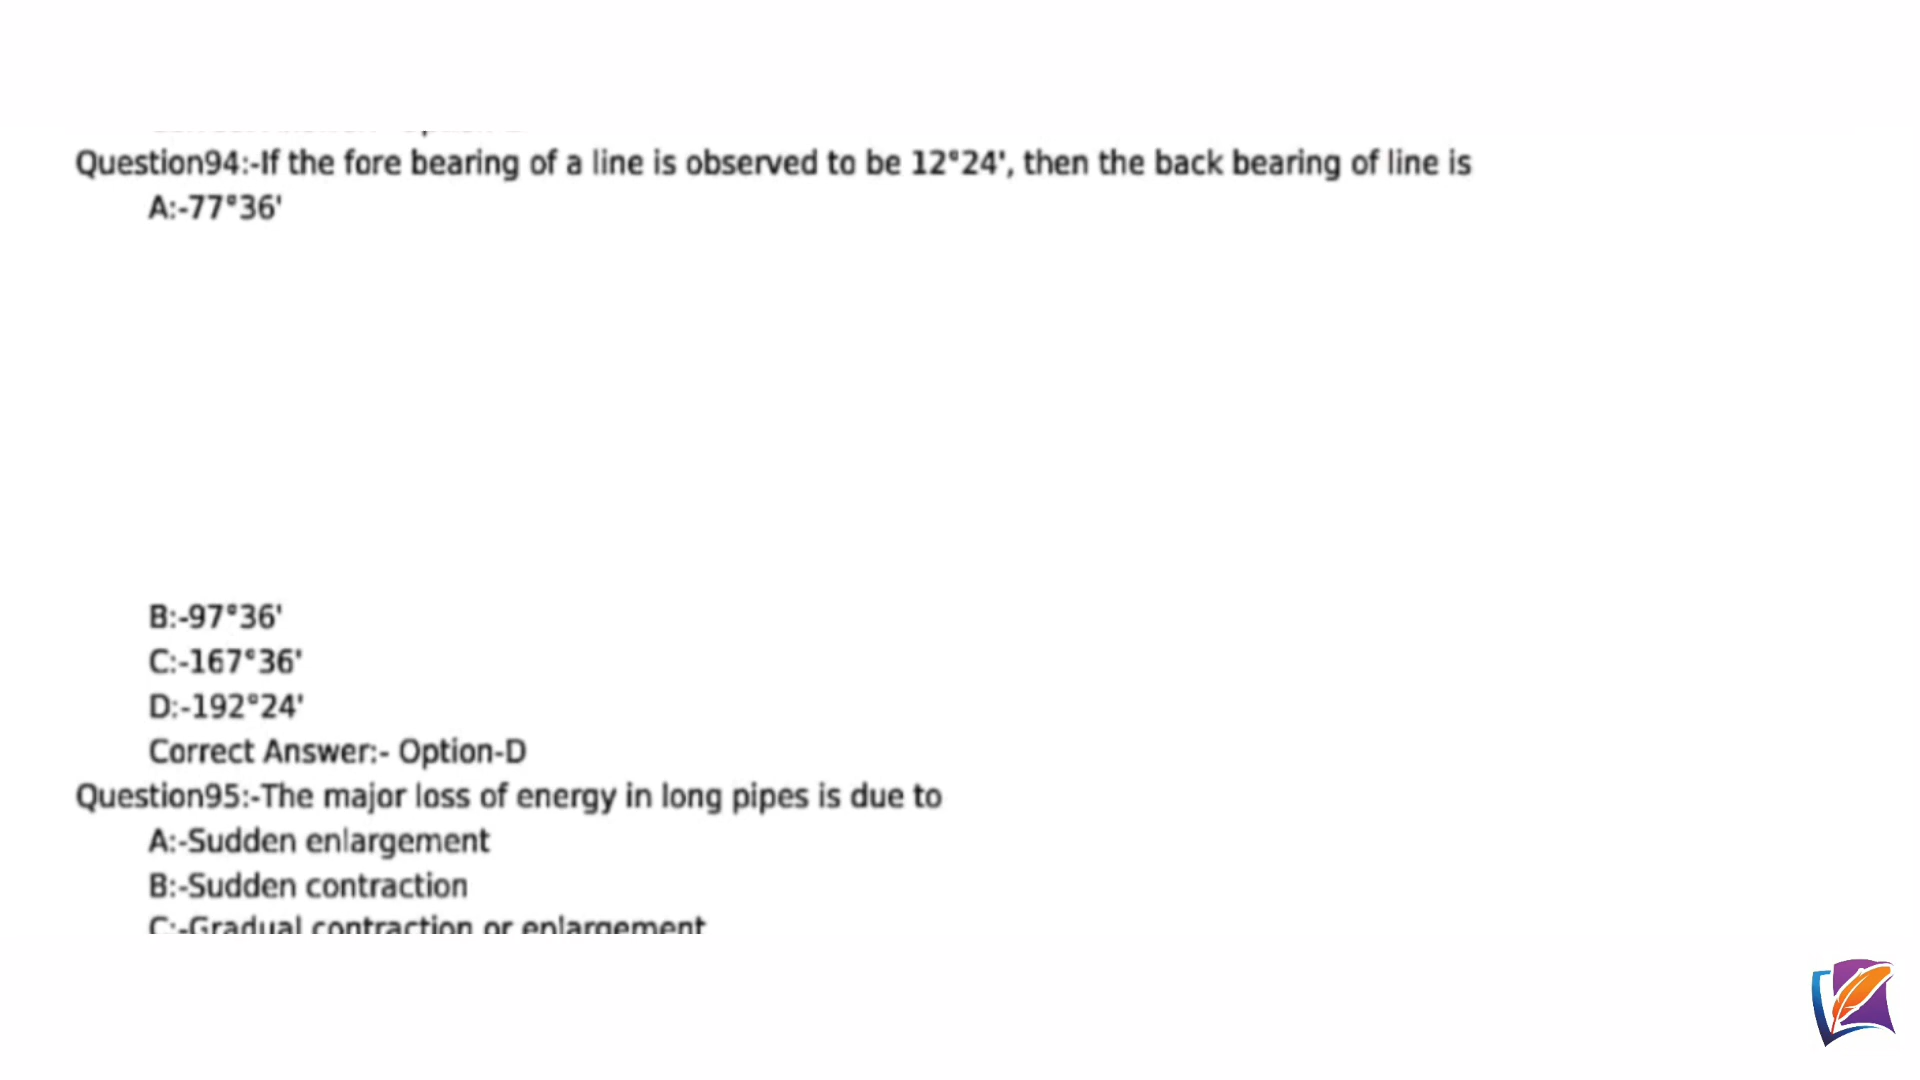 Question94:-If the fore bearing of a line is observed to be 12°24', then the back bearing of line is
A:-77°36'
B:-97°36'
C:-167°36'
D:-192°24'
Correct Answer:- Option-D
Question95:-The major loss of energy in long pipes is due to
A:-Sudden enlargement
B:-Sudden contraction
C:-Gradual contraction or enlargement